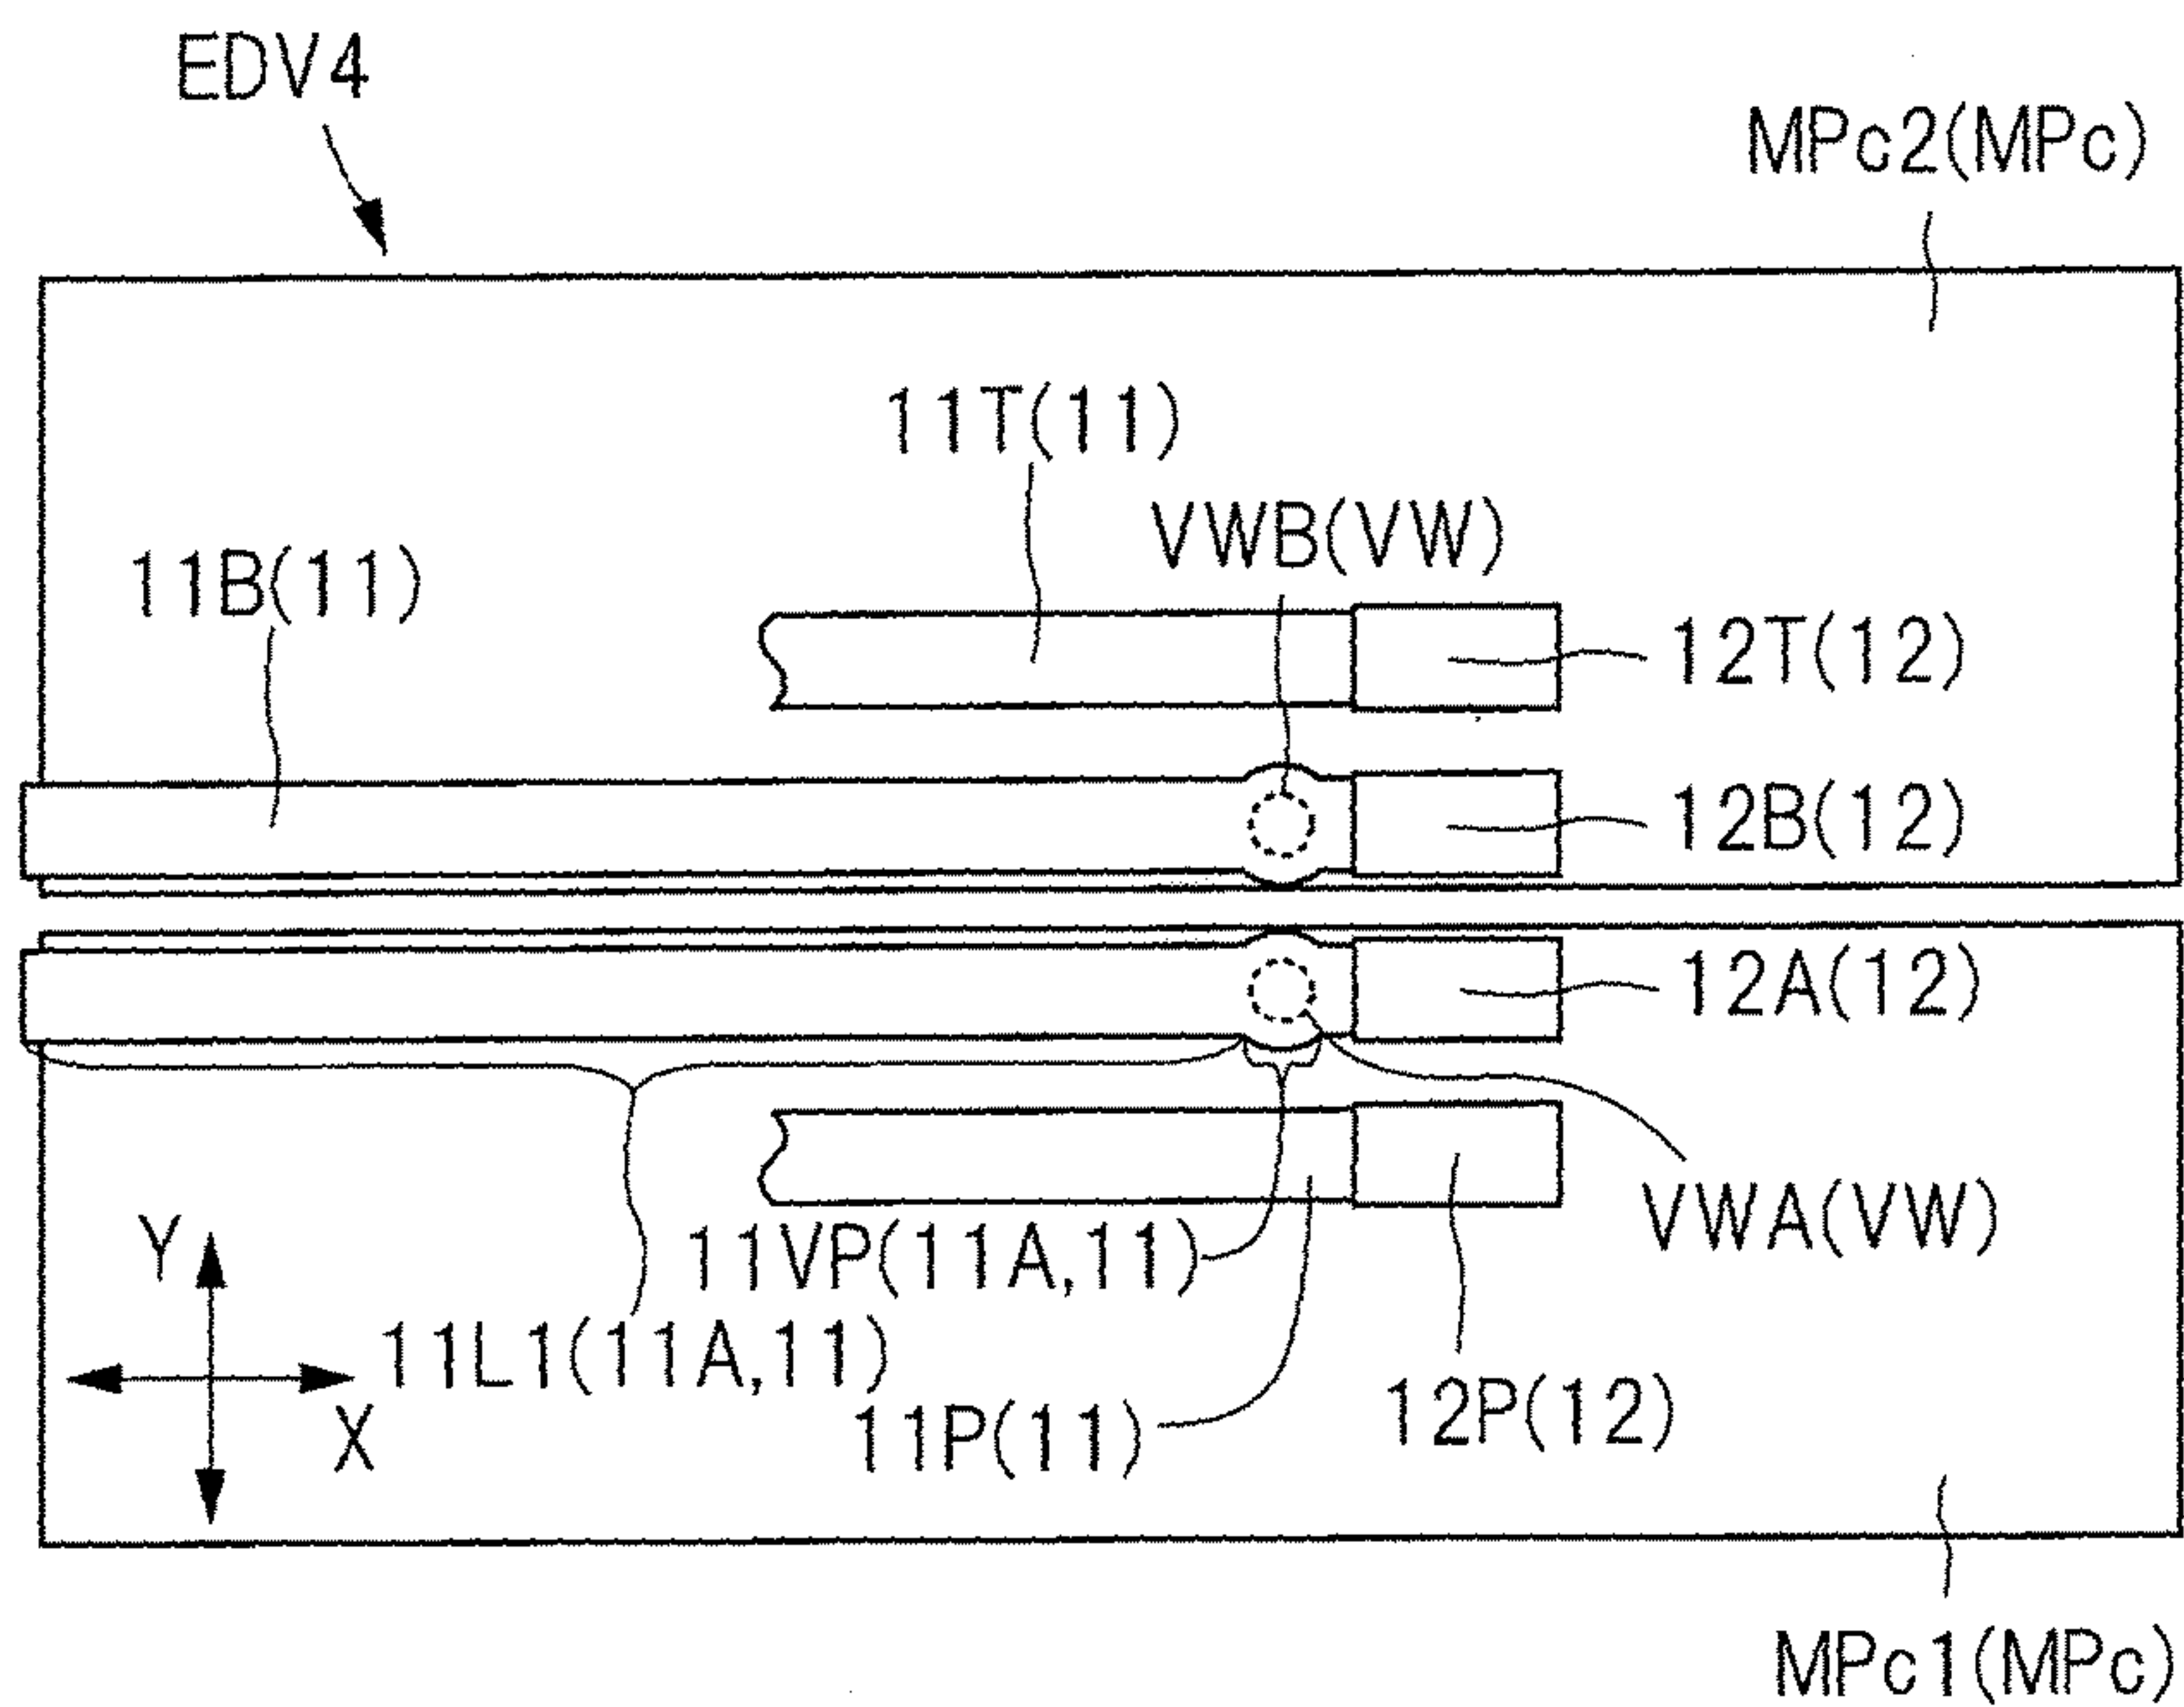 EDV4
MPc2(MPc)
11T(11)
VWB(VW)
11B(11)
12T(12)
12B(12)
12A(12)
VWA(VW)
Y
11VP(11A,11)
11L1(11A,11)
X
11P(11)
12P(12)
MPc1(MPc)